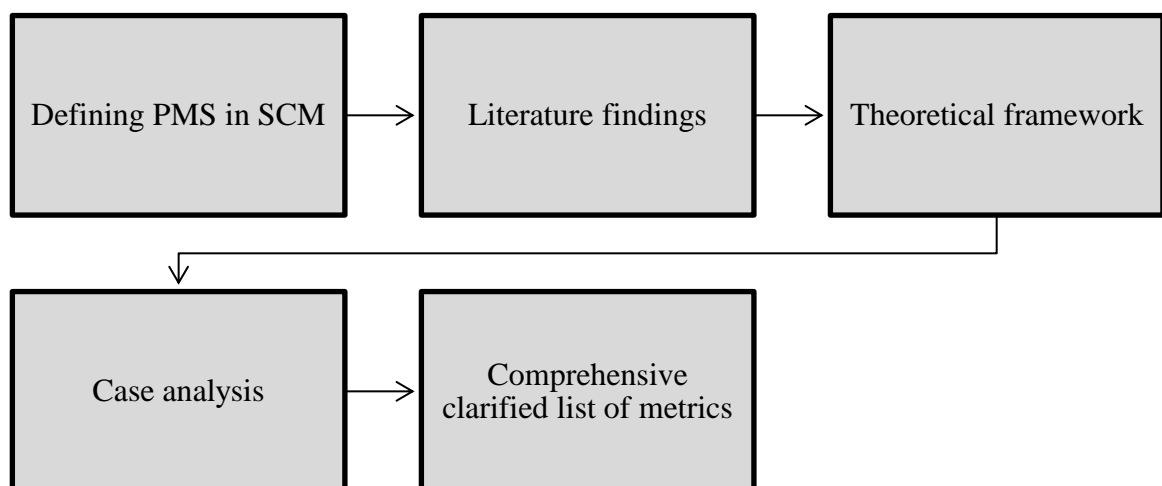 Defining PMS in SCM
Literature findings
Theoretical framework
Case analysis
Comprehensive
clarified list of metrics